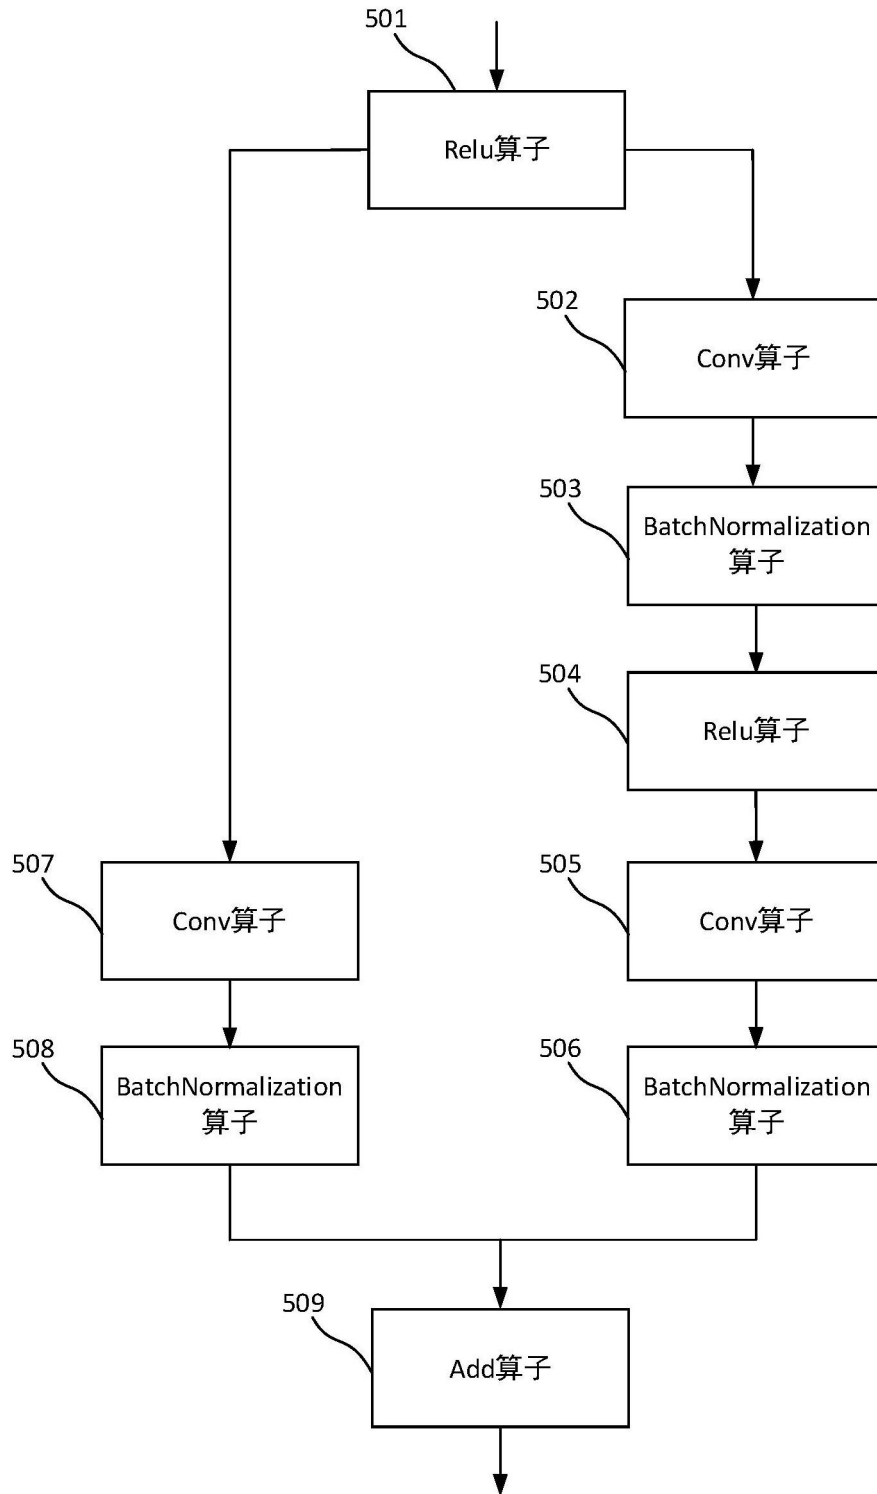 501
Relu算子
502
Conv算子
503
BatchNormalization
算子
504
Relu算子
507
Conv算子
505
Conv算子
508
BatchNormalization
算子
506
BatchNormalization
算子
509
Add算子